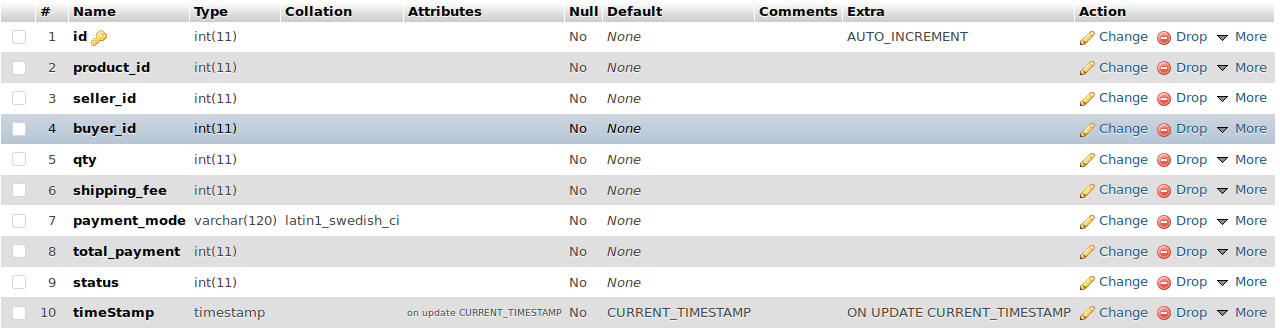 # Name Type Collation Attributes Null Default Comments Extra Action
1 id int(11) No None AUTO_INCREMENT Change Drop More
2 product_id int(11) No None Change Drop More
3 seller_id int(11) No None Change Drop More
4 buyer_id int(11) No None Change Drop More
5 qty int(11) No None Change Drop More
6 shipping_fee int(11) No None Change Drop More
7 payment_mode varchar(120) latin1_swedish_ci No None Change Drop More
8 total_payment int(11) No None Change Drop More
9 status int(11) No None Change Drop More
10 timeStamp timestamp on update CURRENT_TIMESTAMP No CURRENT_TIMESTAMP ON UPDATE CURRENT_TIMESTAMP Change Drop More